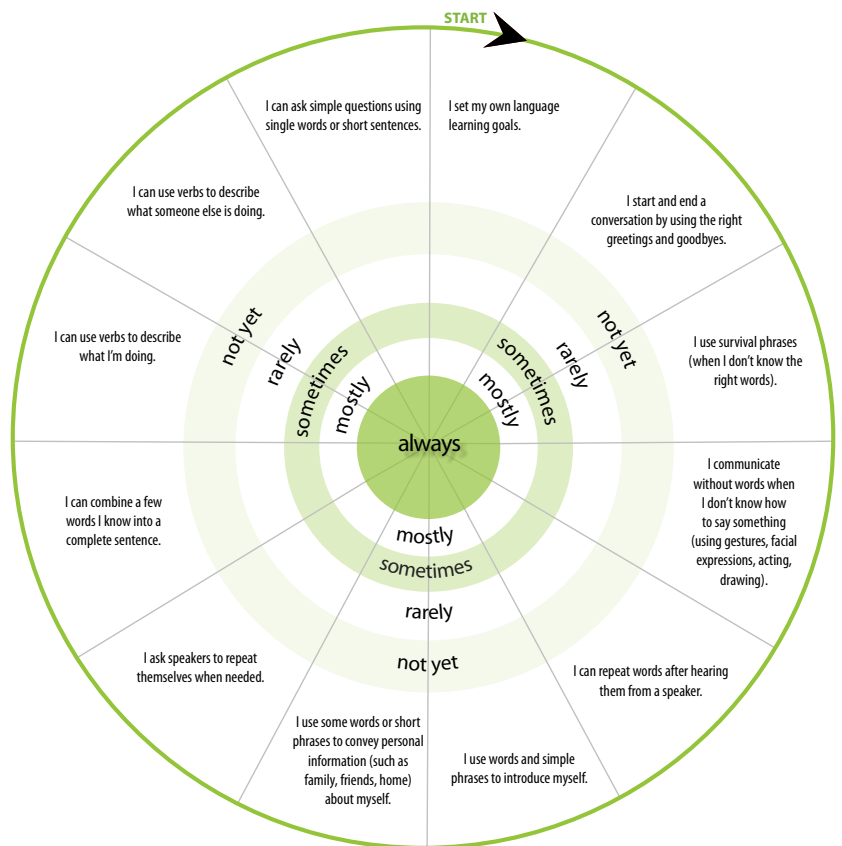 START
I set my own language
learning goals.
I start and end a
conversation by using the right
greetings and goodbyes.
I use survival phrases
(when I don't know the
right words).
I communicate
without words when
I don't know how
to say something
(using gestures, facial
expressions, acting,
drawing).
I can repeat words after hearing
them from a speaker.
I use words and simple
phrases to introduce myself.
I use some words or short
phrases to convey personal
information (such as
family, friends, home)
about myself.
I ask speakers to repeat
themselves when needed.
I can combine a few
words I know into a
complete sentence.
I can use verbs to describe
what I'm doing.
I can use verbs to describe
what someone else is doing.
I can ask simple questions using
single words or short sentences.
not yet
rarely
sometimes
mostly
always
mostly
sometimes
rarely
not yet
mostly
sometimes
rarely
not yet